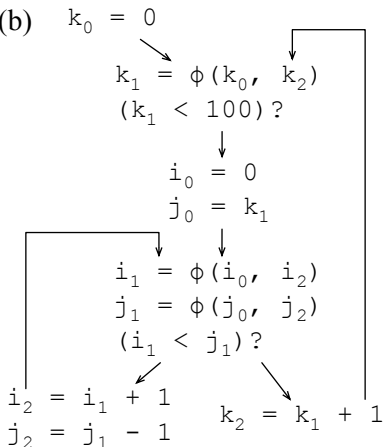 (b) k₀ = 0
k₁ = ϕ(k₀, k₂)
(k₁ < 100)?
i₀ = 0
j₀ = k₁
i₁ = ϕ(i₀, i₂)
j₁ = ϕ(j₀, j₂)
(i₁ < j₁)?
i₂ = i₁ + 1
j₂ = j₁ - 1
k₂ = k₁ + 1